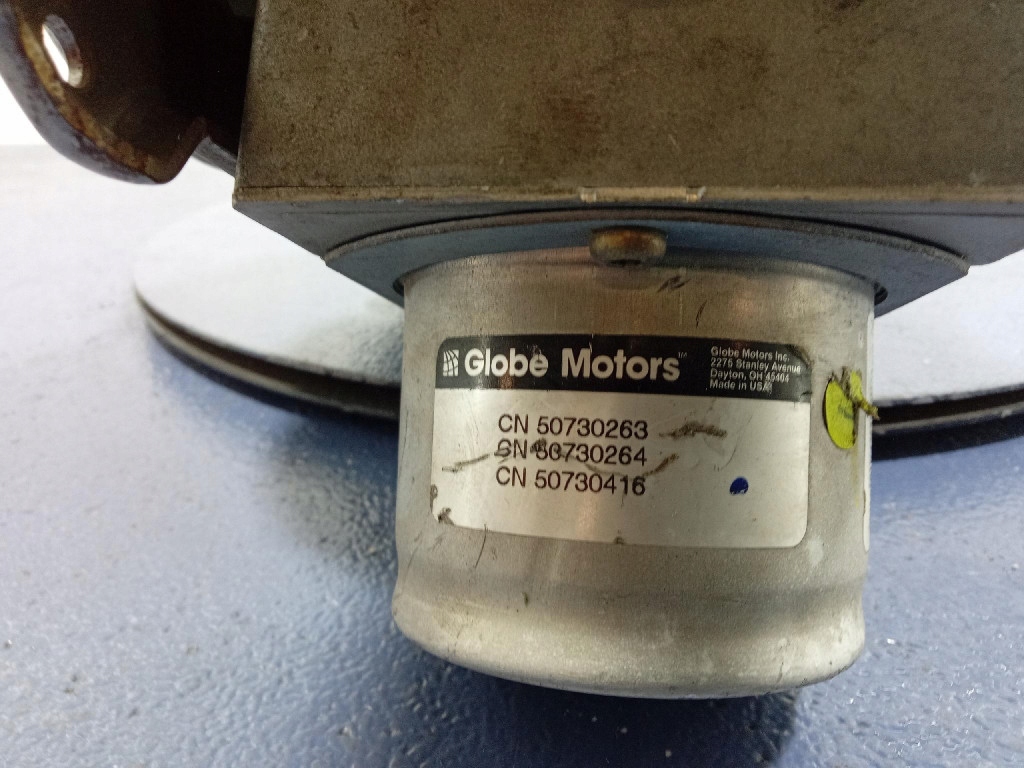 Globe Motors™
Globe Motors Inc.
2275 Stanley Avenue
Dayton, OH 45404
Made in USA
CN 50730263
CN 50730264
CN 50730416